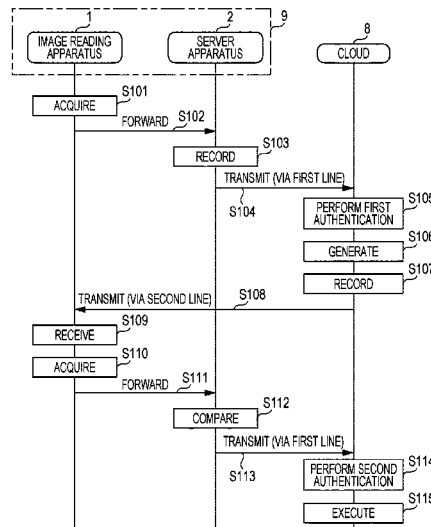 1
2
9
8
IMAGE READING
APPARATUS
SERVER
APPARATUS
CLOUD
S101
ACQUIRE
FORWARD
S102
S103
RECORD
TRANSMIT (VIA FIRST LINE)
S104
S105
PERFORM FIRST
AUTHENTICATION
S106
GENERATE
S107
RECORD
TRANSMIT (VIA SECOND LINE)
S108
S109
RECEIVE
S110
ACQUIRE
FORWARD
S111
S112
COMPARE
TRANSMIT (VIA FIRST LINE)
S113
S114
PERFORM SECOND
AUTHENTICATION
S115
EXECUTE